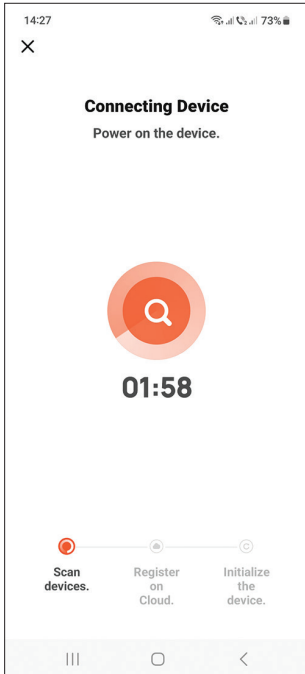 14:27
73%
Connecting Device
Power on the device.
01:58
Scan
devices.
Register
on
Cloud.
Initialize
the
device.